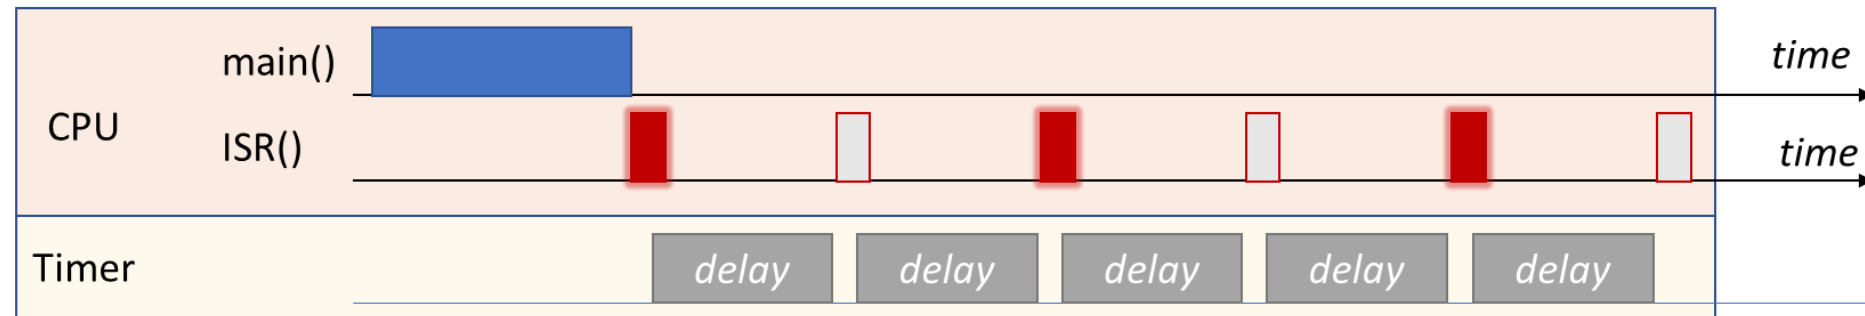 main()
time
CPU
ISR()
time
Timer
delay
delay
delay
delay
delay